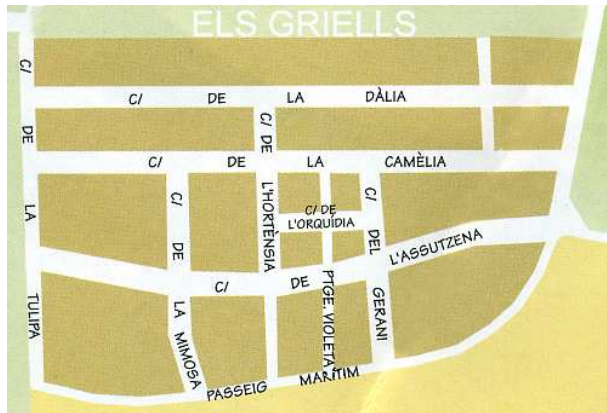 ELS GRIELLS
C/ DE LA DÀLIA
C/ DE LA CAMÈLIA
C/ DE LA TULIPA
C/ DE LA MIMOSA
C/ DE L'HORTÈNSIA
C/ DE
L'ORQUÍDIA
C/ DEL GERANI
C/ DE L'ASSUTZENA
PTGE. VIOLETA
PASSEIG MARÍTIM